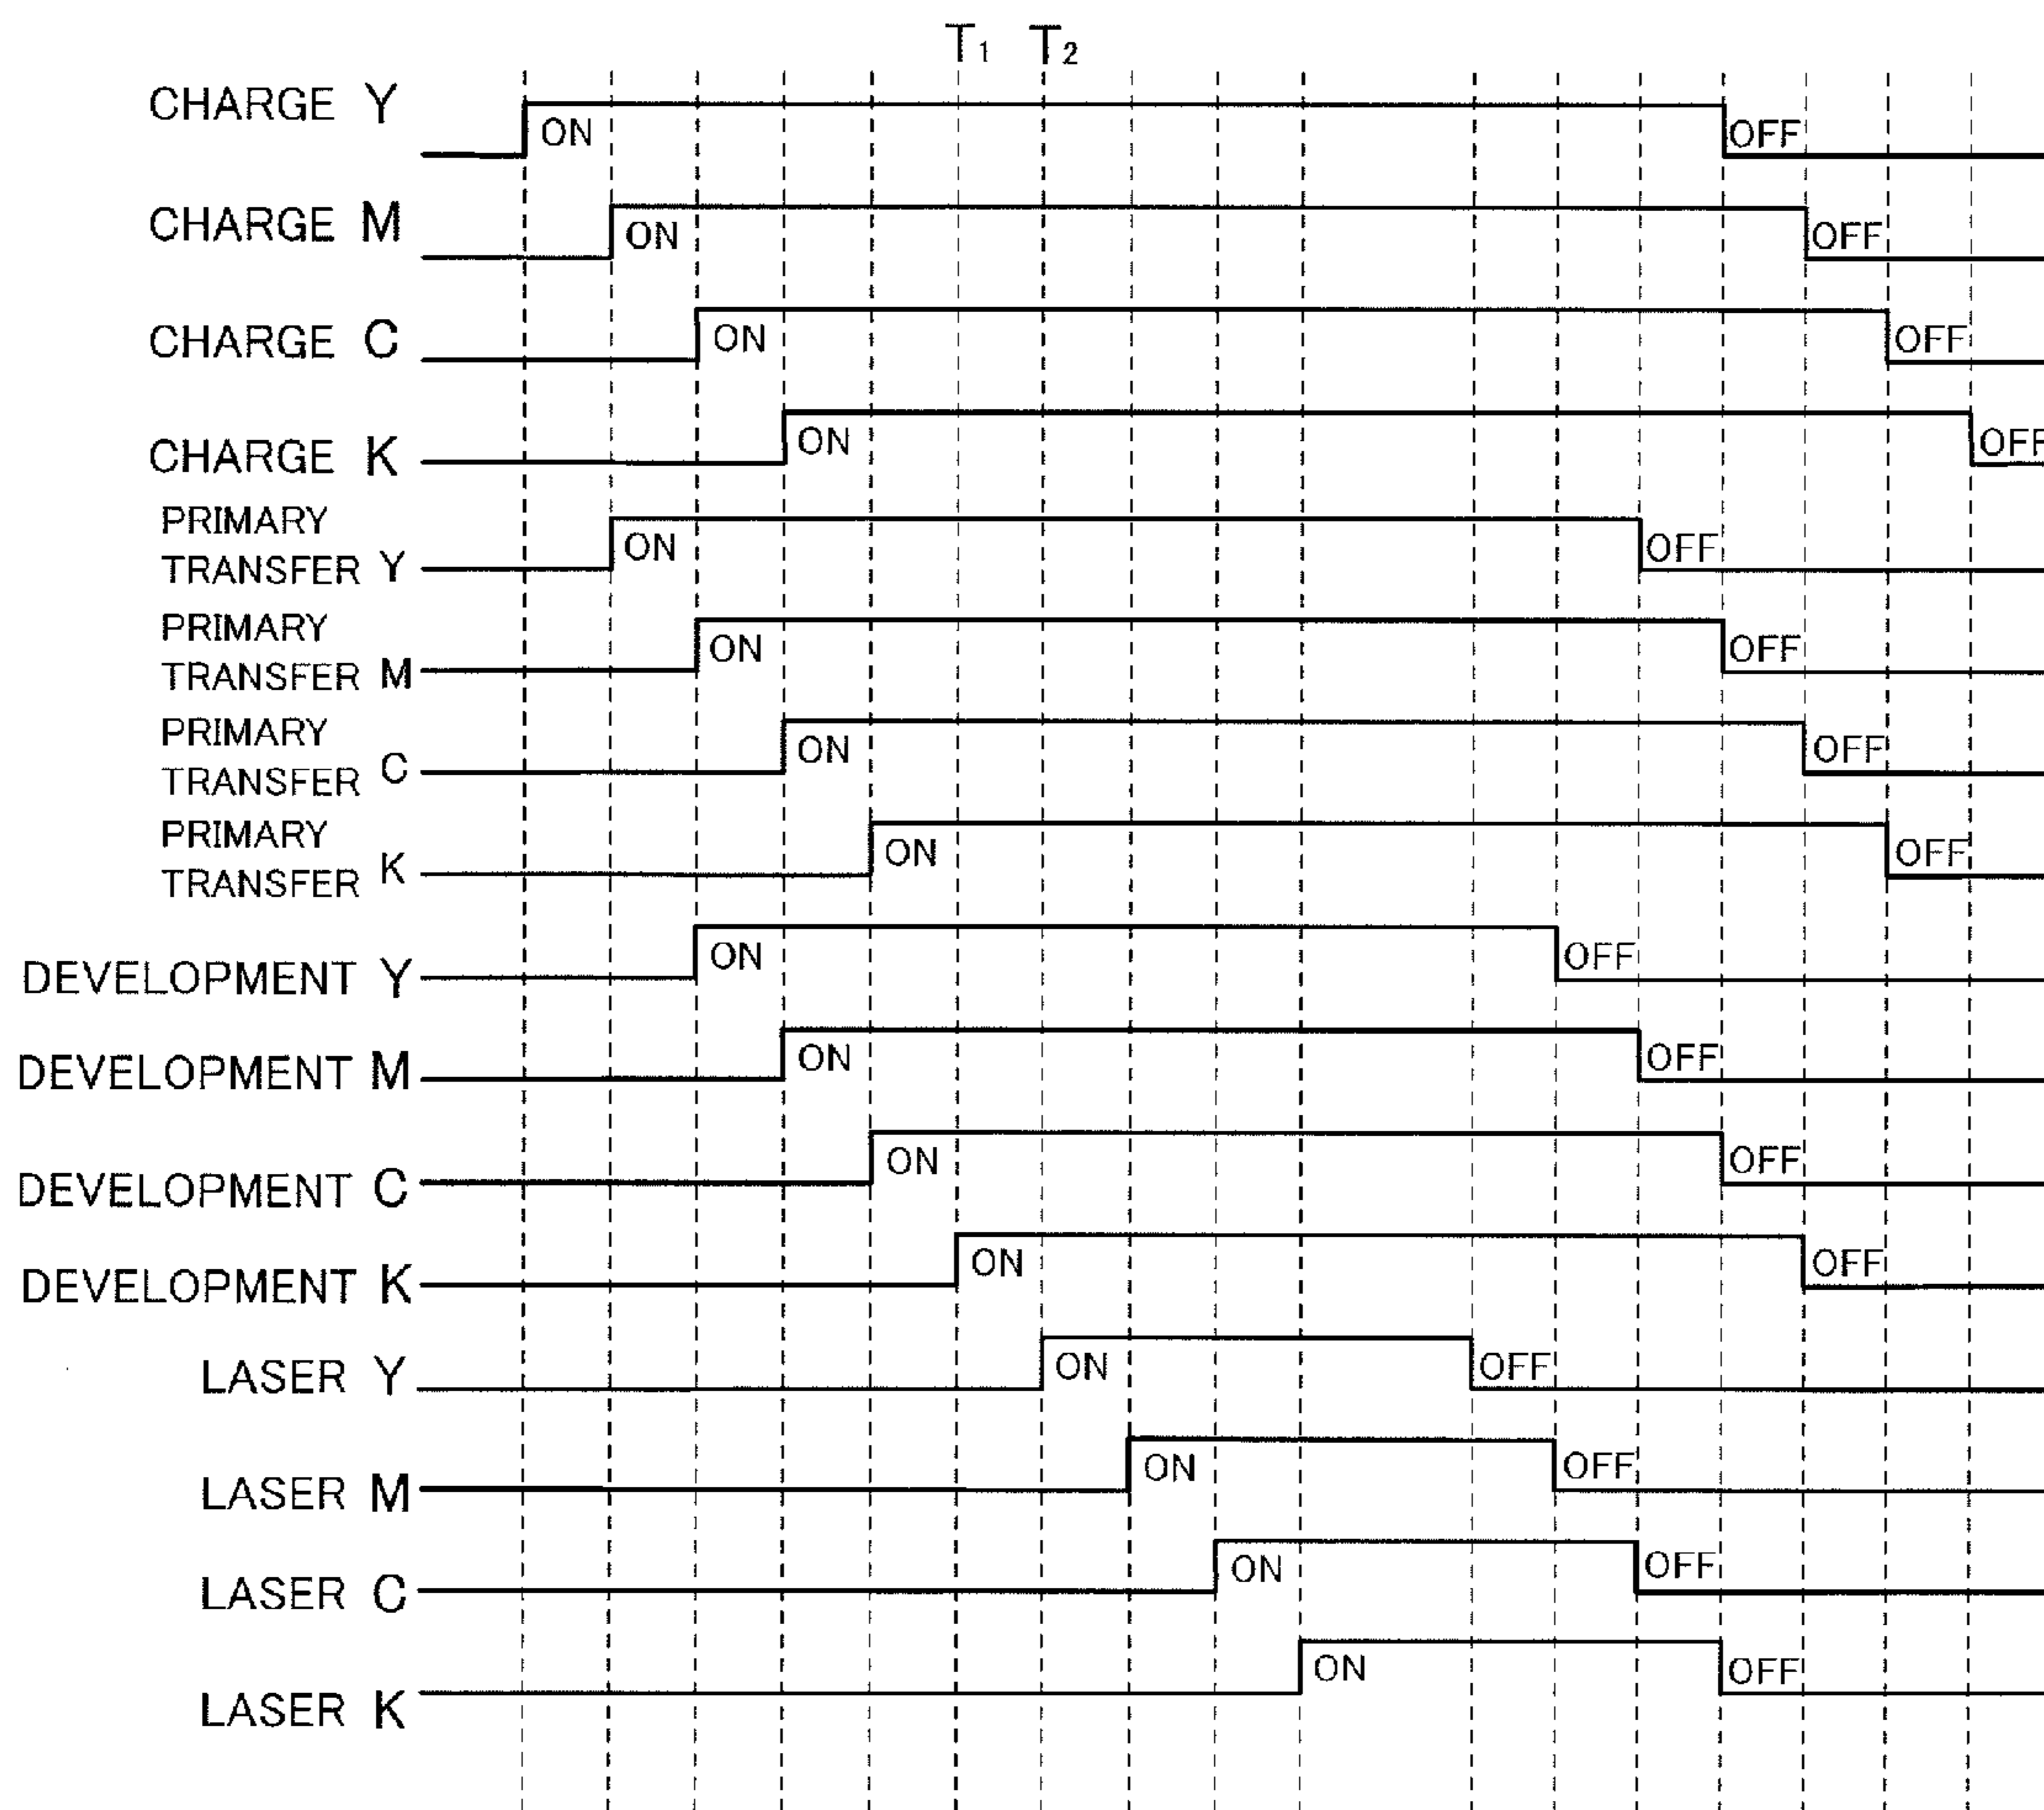 T1 T2
CHARGE Y
ON
OFF
CHARGE M
ON
OFF
CHARGE C
ON
OFF
CHARGE K
ON
OFF
PRIMARY
TRANSFER Y
ON
OFF
PRIMARY
TRANSFER M
ON
OFF
PRIMARY
TRANSFER C
ON
OFF
PRIMARY
TRANSFER K
ON
OFF
DEVELOPMENT Y
ON
OFF
DEVELOPMENT M
ON
OFF
DEVELOPMENT C
ON
OFF
DEVELOPMENT K
ON
OFF
LASER Y
ON
OFF
LASER M
ON
OFF
LASER C
ON
OFF
LASER K
ON
OFF